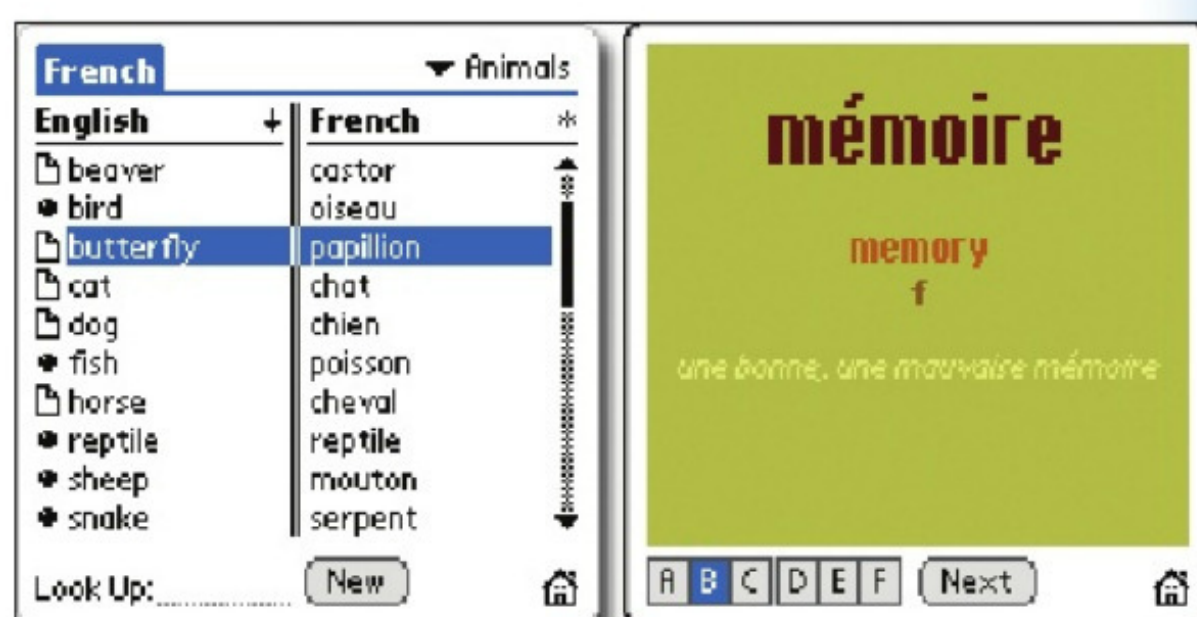 French Animals
English French *
beaver castor
bird oiseau
butterfly papillion
cat chat
dog chien
fish poisson
horse cheval
reptile reptile
sheep mouton
snake serpent
Look Up: New
mémoire
memory
f
une bonne, une mauvaise mémoire
A B C D E F Next